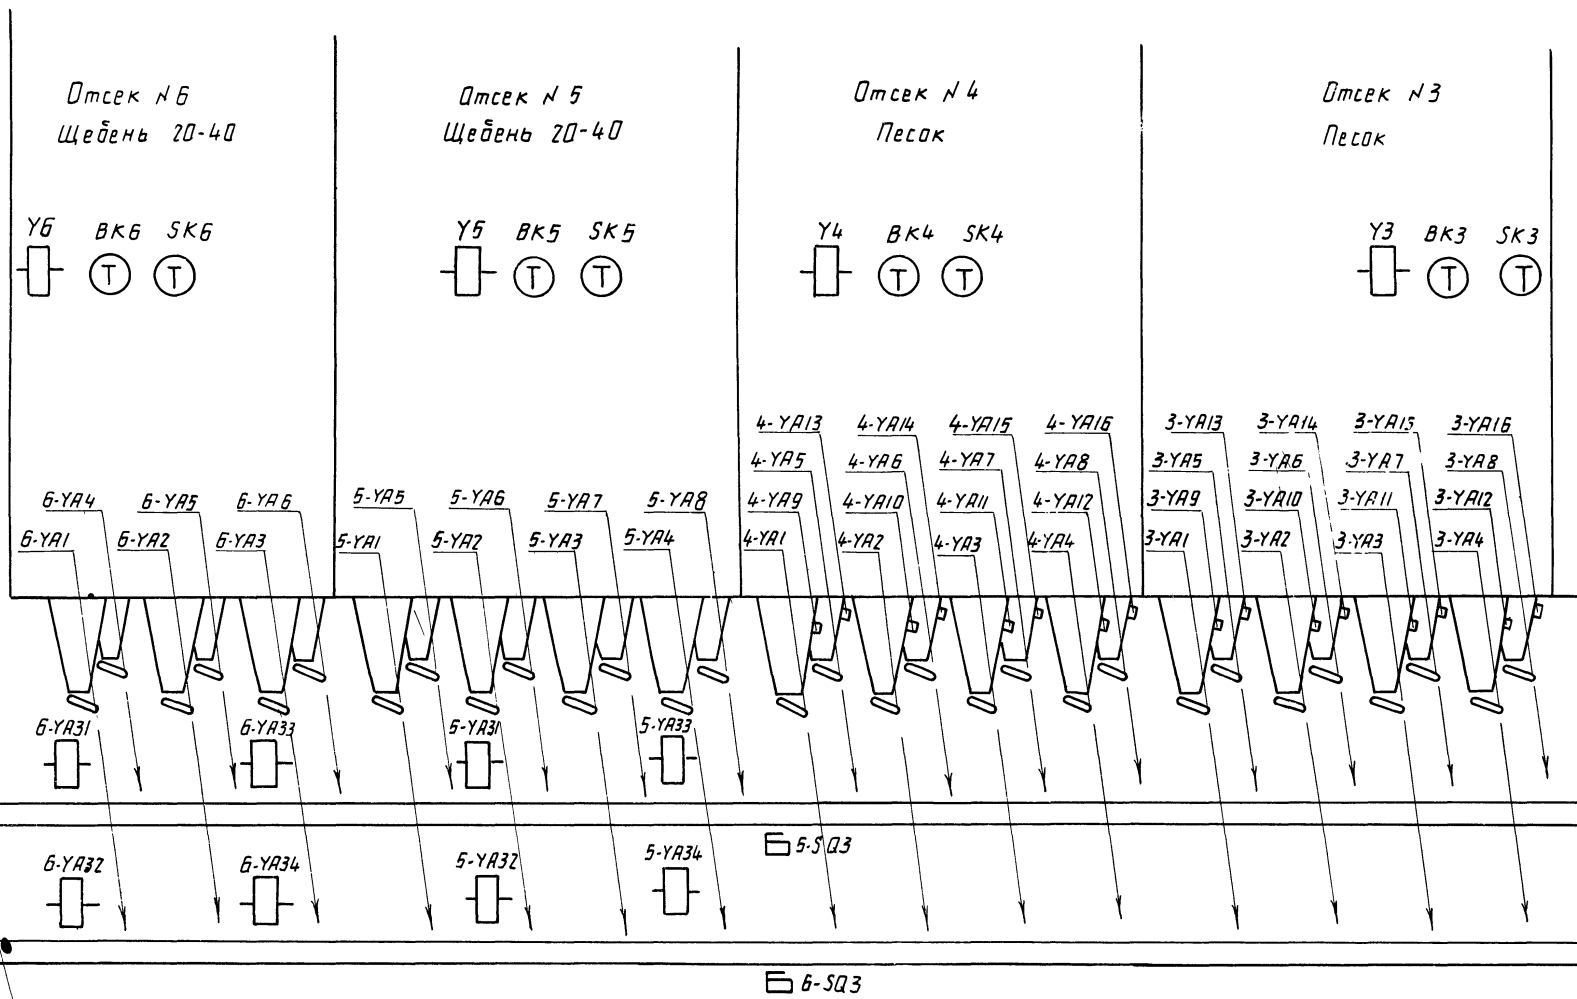 Отсек N 6
Щебень 20-40
Отсек N 5
Щебень 20-40
Отсек N 4
Песок
Отсек N 3
Песок
Y6 BK6 SK6
Y5 BK5 SK5
Y4 BK4 SK4
Y3 BK3 SK3
T T T T T T T T
4-YA13 4-YA14 4-YA15 4-YA16 3-YA13 3-YA14 3-YA15 3-YA16
4-YA5 4-YA6 4-YA7 4-YA8 3-YA5 3-YA6 3-YA7 3-YA8
6-YA4 6-YA5 6-YA6 5-YA5 5-YA6 5-YA7 5-YA8 4-YA9 4-YA10 4-YA11 4-YA12 3-YA9 3-YA10 3-YA11 3-YA12
6-YA1 6-YA2 6-YA3 5-YA1 5-YA2 5-YA3 5-YA4 4-YA1 4-YA2 4-YA3 4-YA4 3-YA1 3-YA2 3-YA3 3-YA4
6-YA31 6-YA33 5-YA31 5-YA33
5-SQ3
6-YA32 6-YA34 5-YA32 5-YA34
6-SQ3